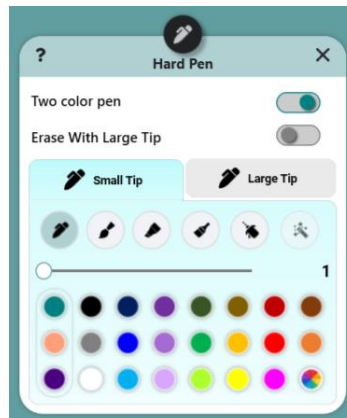 ?
Hard Pen
Two color pen
Erase With Large Tip
Small Tip
Large Tip
1